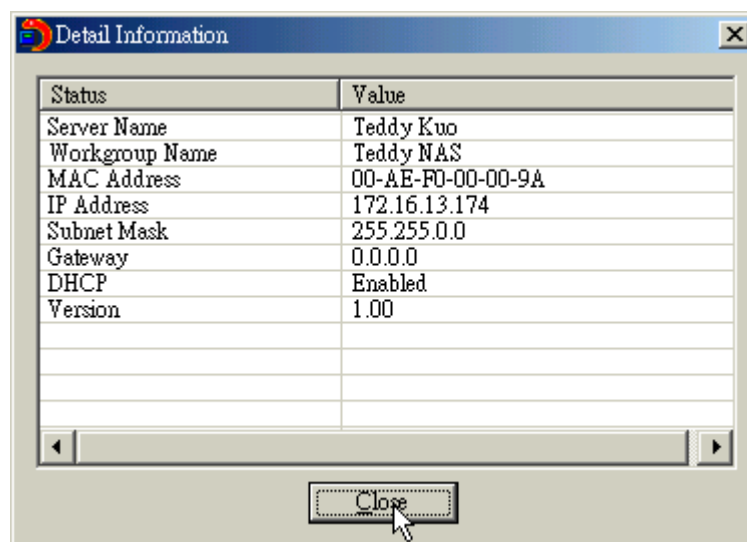 Detail Information
Status Value
Server Name Teddy Kuo
Workgroup Name Teddy NAS
MAC Address 00-AE-F0-00-00-9A
IP Address 172.16.13.174
Subnet Mask 255.255.0.0
Gateway 0.0.0.0
DHCP Enabled
Version 1.00
Close